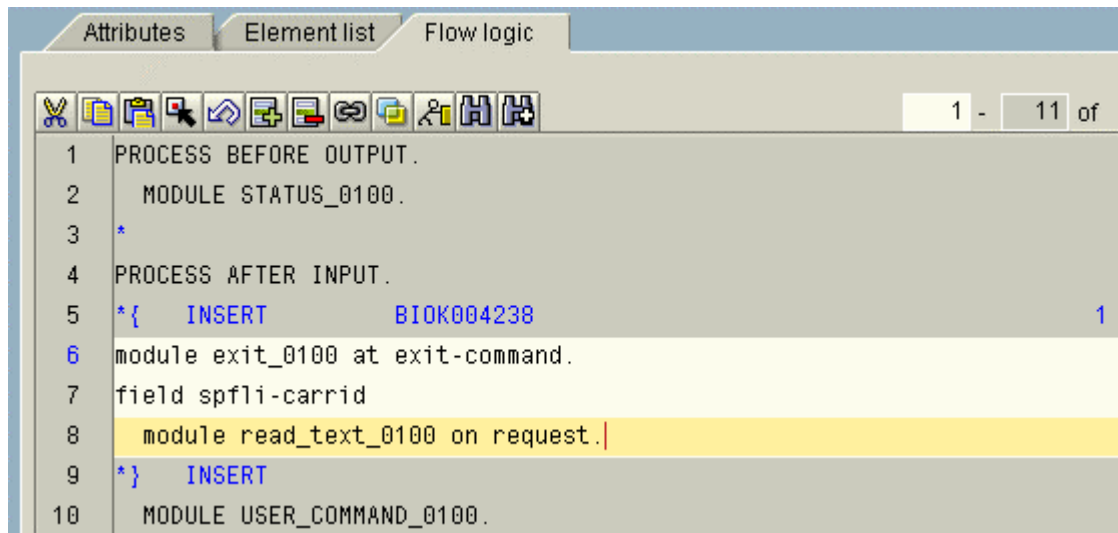 Attributes Element list Flow logic
1 - 11 of
1 PROCESS BEFORE OUTPUT.
2 MODULE STATUS_0100.
3 *
4 PROCESS AFTER INPUT.
5 *{ INSERT BIOK004238 1
6 module exit_0100 at exit-command.
7 field spfli-carrid
8 module read_text_0100 on request.
9 *} INSERT
10 MODULE USER_COMMAND_0100.